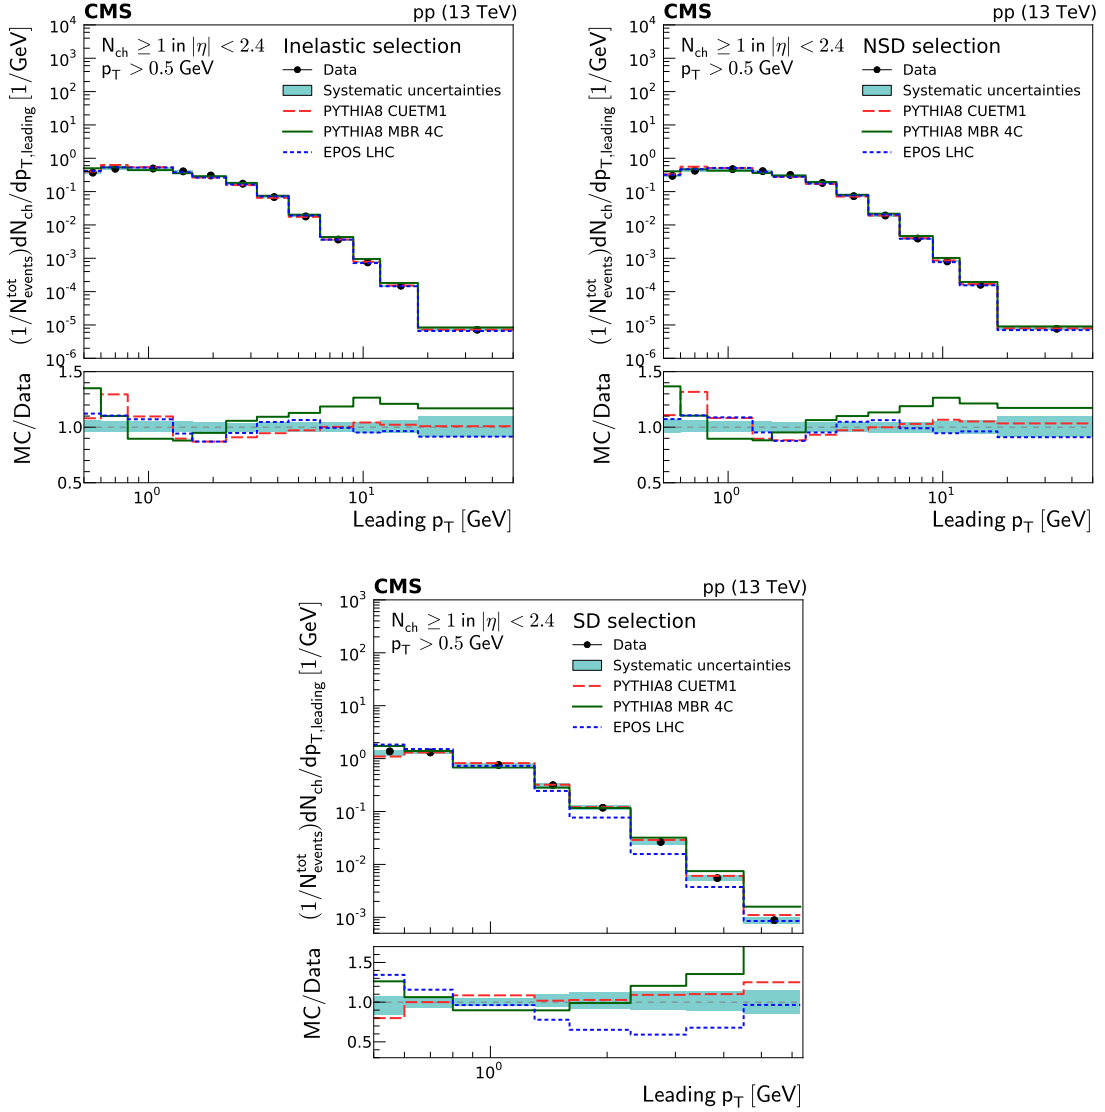 CMS pp (13 TeV)
N_ch ≥ 1 in |η| < 2.4
p_T > 0.5 GeV
Inelastic selection
Data
Systematic uncertainties
PYTHIA8 CUETM1
PYTHIA8 MBR 4C
EPOS LHC
(1/N^tot_events)dN_ch/dp_T,leading [1/GeV]
10^4
10^3
10^2
10^1
10^0
10^-1
10^-2
10^-3
10^-4
10^-5
10^-6
MC/Data
1.5
1.0
0.5
10^0 10^1
Leading p_T [GeV]
CMS pp (13 TeV)
N_ch ≥ 1 in |η| < 2.4
p_T > 0.5 GeV
NSD selection
Data
Systematic uncertainties
PYTHIA8 CUETM1
PYTHIA8 MBR 4C
EPOS LHC
(1/N^tot_events)dN_ch/dp_T,leading [1/GeV]
10^4
10^3
10^2
10^1
10^0
10^-1
10^-2
10^-3
10^-4
10^-5
10^-6
MC/Data
1.5
1.0
0.5
10^0 10^1
Leading p_T [GeV]
CMS pp (13 TeV)
N_ch ≥ 1 in |η| < 2.4
p_T > 0.5 GeV
SD selection
Data
Systematic uncertainties
PYTHIA8 CUETM1
PYTHIA8 MBR 4C
EPOS LHC
(1/N^tot_events)dN_ch/dp_T,leading [1/GeV]
10^3
10^2
10^1
10^0
10^-1
10^-2
10^-3
MC/Data
1.5
1.0
0.5
10^0
Leading p_T [GeV]